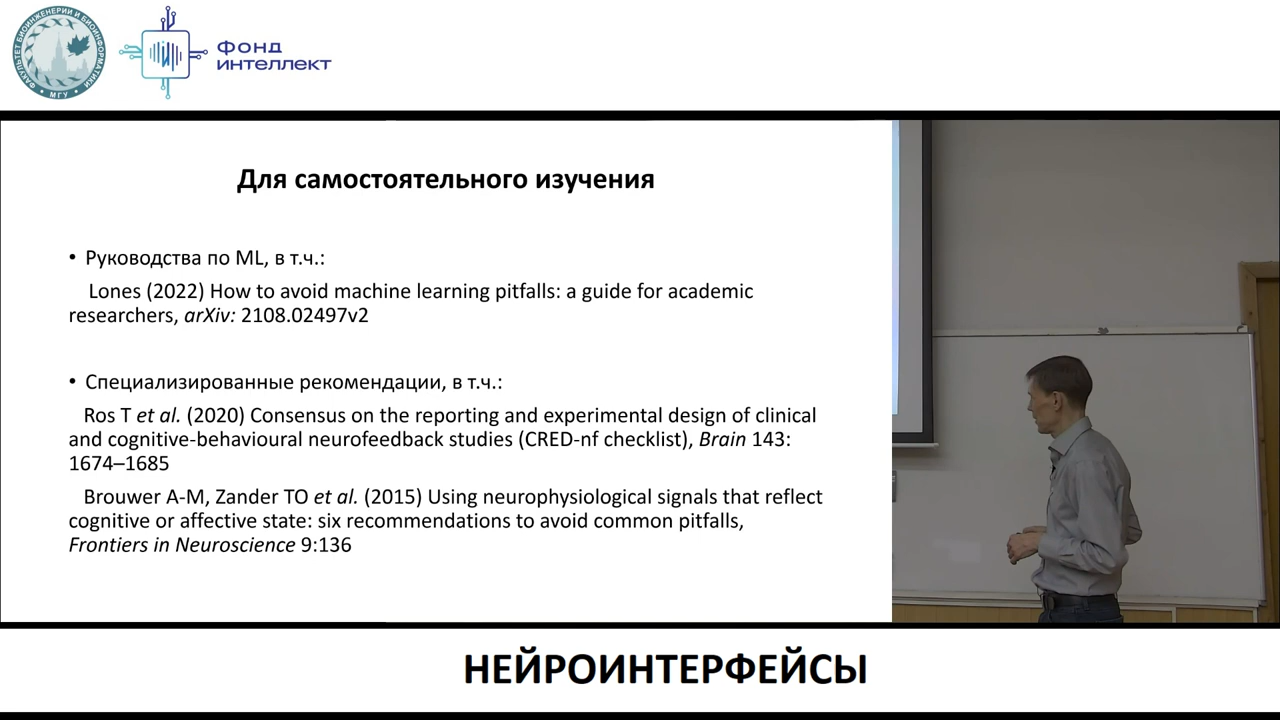 ФАКУЛЬТЕТ БИОИНЖЕНЕРИИ И БИОИНФОРМАТИКИ
МГУ
Фонд
интеллект
Для самостоятельного изучения
• Руководства по ML, в т.ч.:
Lones (2022) How to avoid machine learning pitfalls: a guide for academic
researchers, arXiv: 2108.02497v2
• Специализированные рекомендации, в т.ч.:
Ros T et al. (2020) Consensus on the reporting and experimental design of clinical
and cognitive-behavioural neurofeedback studies (CRED-nf checklist), Brain 143:
1674–1685
Brouwer A-M, Zander TO et al. (2015) Using neurophysiological signals that reflect
cognitive or affective state: six recommendations to avoid common pitfalls,
Frontiers in Neuroscience 9:136
НЕЙРОИНТЕРФЕЙСЫ